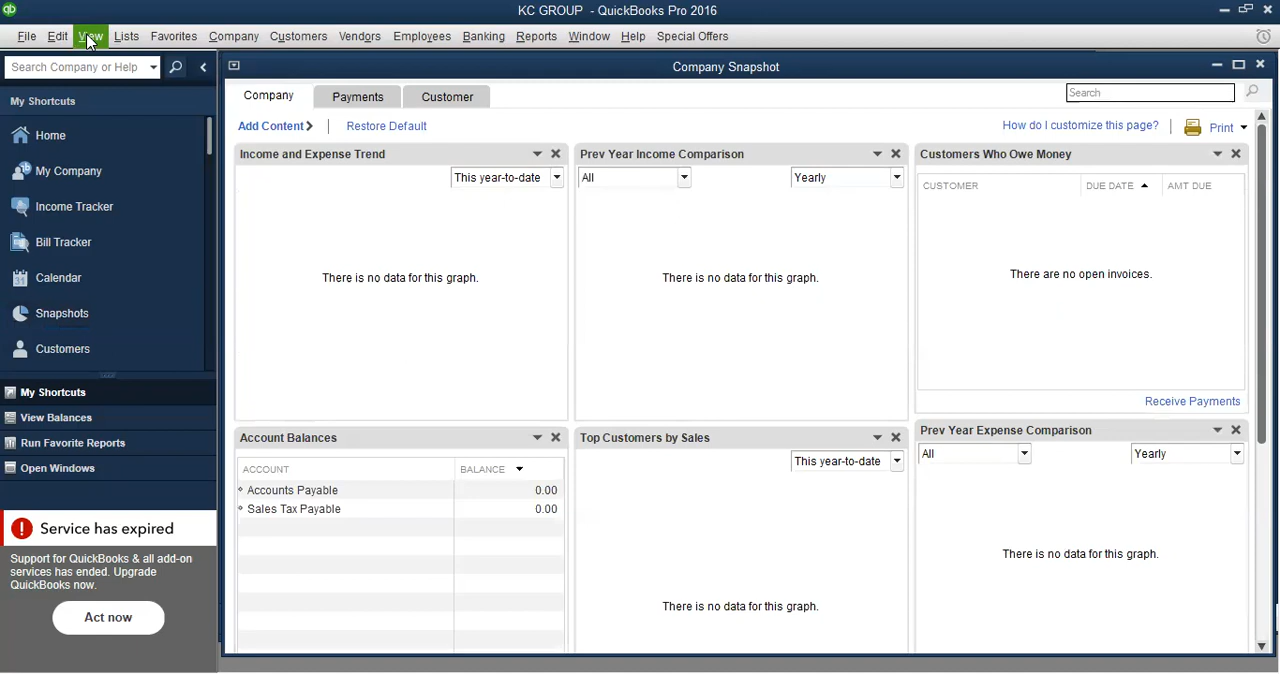 qb
KC GROUP - QuickBooks Pro 2016
File Edit View Lists Favorites Company Customers Vendors Employees Banking Reports Window Help Special Offers
Search Company or Help
My Shortcuts
Home
My Company
Income Tracker
Bill Tracker
31 Calendar
Snapshots
Customers
My Shortcuts
View Balances
Run Favorite Reports
Open Windows
! Service has expired
Support for QuickBooks & all add-on
services has ended. Upgrade
QuickBooks now.
Act now
Company Snapshot
Company Payments Customer
Search
Add Content Restore Default
How do I customize this page? Print
Income and Expense Trend
This year-to-date
There is no data for this graph.
Prev Year Income Comparison
All Yearly
There is no data for this graph.
Customers Who Owe Money
CUSTOMER DUE DATE AMT DUE
There are no open invoices.
Receive Payments
Account Balances
ACCOUNT BALANCE
Accounts Payable 0.00
Sales Tax Payable 0.00
Top Customers by Sales
This year-to-date
There is no data for this graph.
Prev Year Expense Comparison
All Yearly
There is no data for this graph.